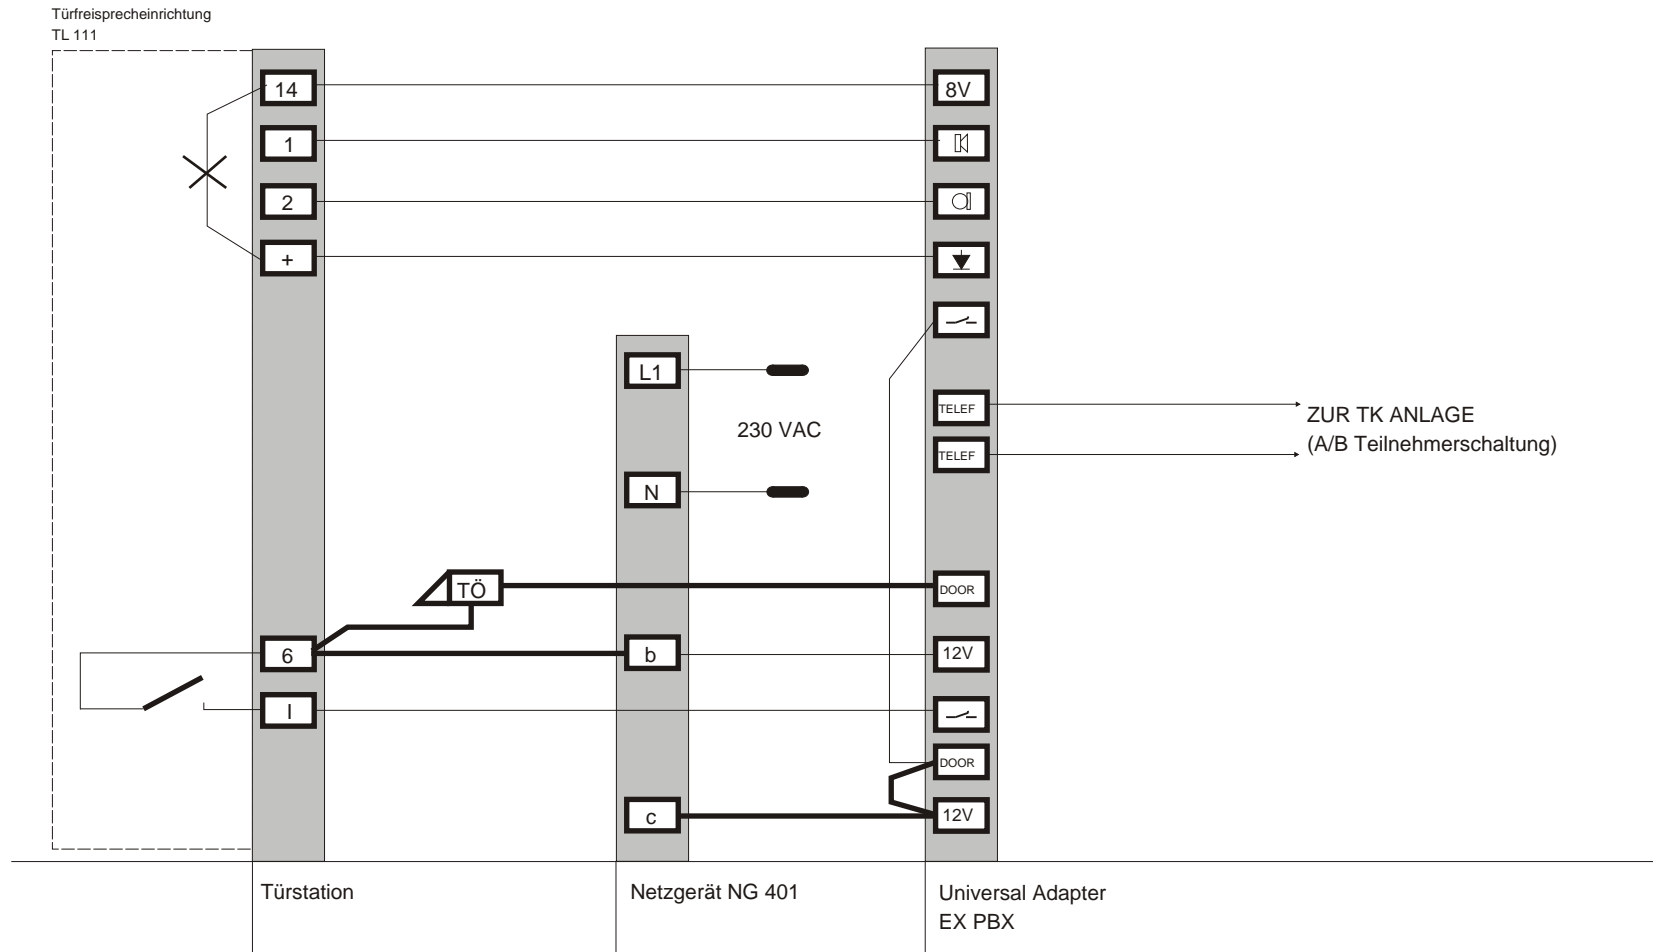 Türfreisprecheinrichtung
TL 111
14
8V
1
2
+
L1
230 VAC
N
TELEF
TELEF
ZUR TK ANLAGE
(A/B Teilnehmerschaltung)
TÖ
DOOR
6
b
12V
I
DOOR
c
12V
Türstation
Netzgerät NG 401
Universal Adapter
EX PBX